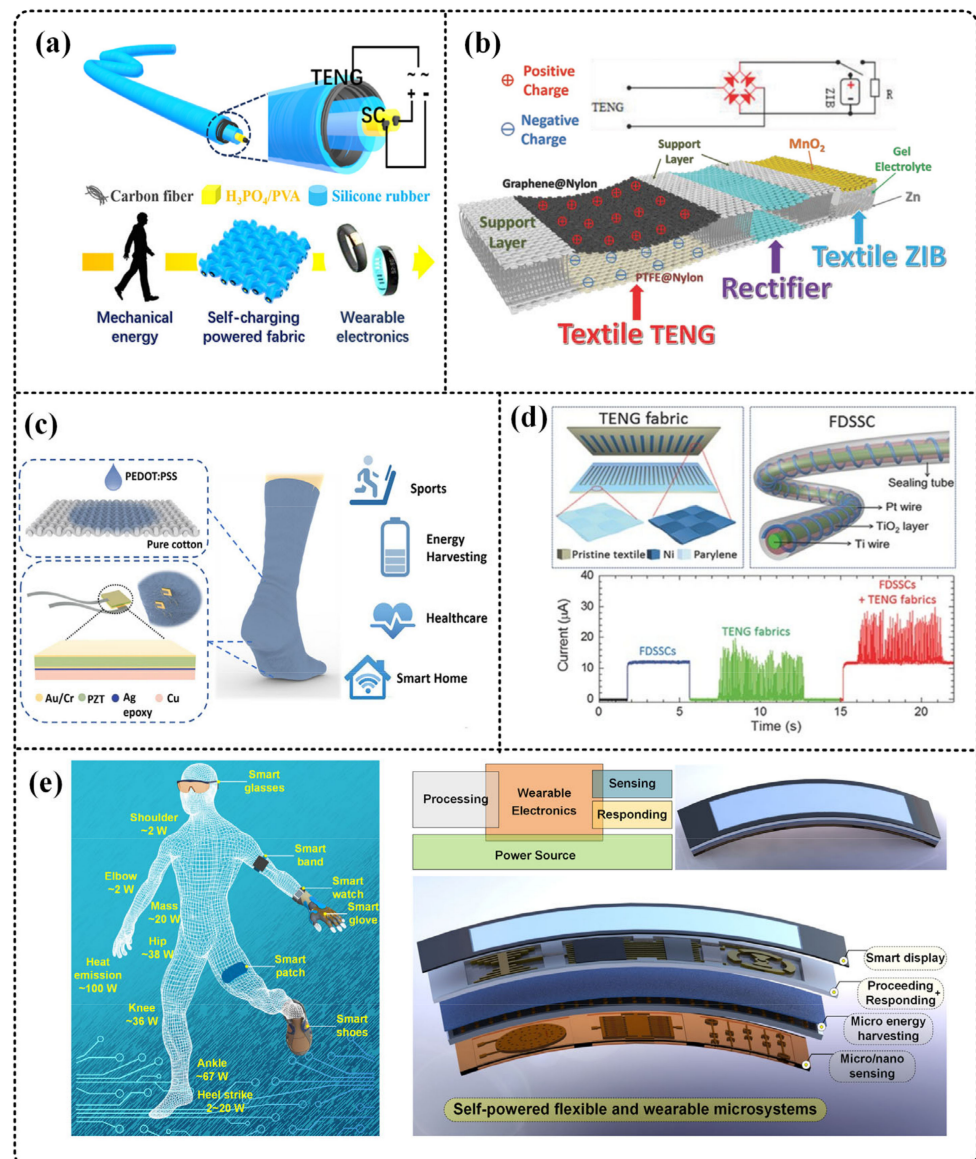 (a)
TENG
SC
~ ~
+ -
Carbon fiber
H₃PO₄/PVA
Silicone rubber
Mechanical
energy
Self-charging
powered fabric
Wearable
electronics
(b)
Positive
Charge
Negative
Charge
TENG
ZIB
+
-
R
MnO₂
Support
Layer
Gel
Electrolyte
Graphene@Nylon
Zn
Support
Layer
PTFE@Nylon
Textile ZIB
Rectifier
Textile TENG
(c)
PEDOT:PSS
Pure cotton
Au/Cr
PZT
Ag
epoxy
Cu
Sports
Energy
Harvesting
Healthcare
Smart Home
(d)
TENG fabric
Pristine textile
Ni
Parylene
FDSSC
Sealing tube
Pt wire
TiO₂ layer
Ti wire
Current (µA)
40
30
20
10
0
FDSSCs
TENG fabrics
FDSSCs
+ TENG fabrics
0 5 10 15 20
Time (s)
(e)
Smart
glasses
Shoulder
~2 W
Smart
band
Elbow
~2 W
Smart
watch
Mass
~20 W
Smart
glove
Hip
~38 W
Heat
emission
~100 W
Smart
patch
Knee
~36 W
Smart
shoes
Ankle
~67 W
Heel strike
2~20 W
Processing
Wearable
Electronics
Sensing
Responding
Power Source
Smart display
Proceeding +
Responding
Micro energy
harvesting
Micro/nano
sensing
Self-powered flexible and wearable microsystems